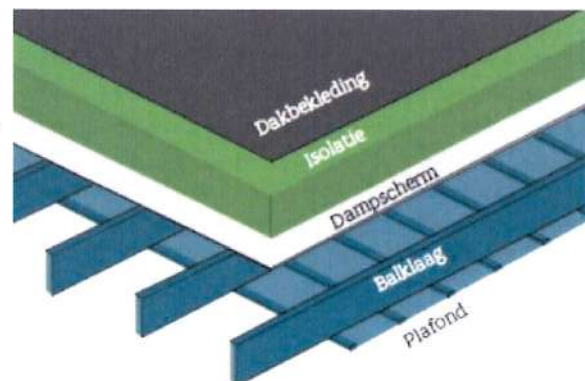 Dakbekleding
Isolatie
Dampscherm
Balklaag
Plafond